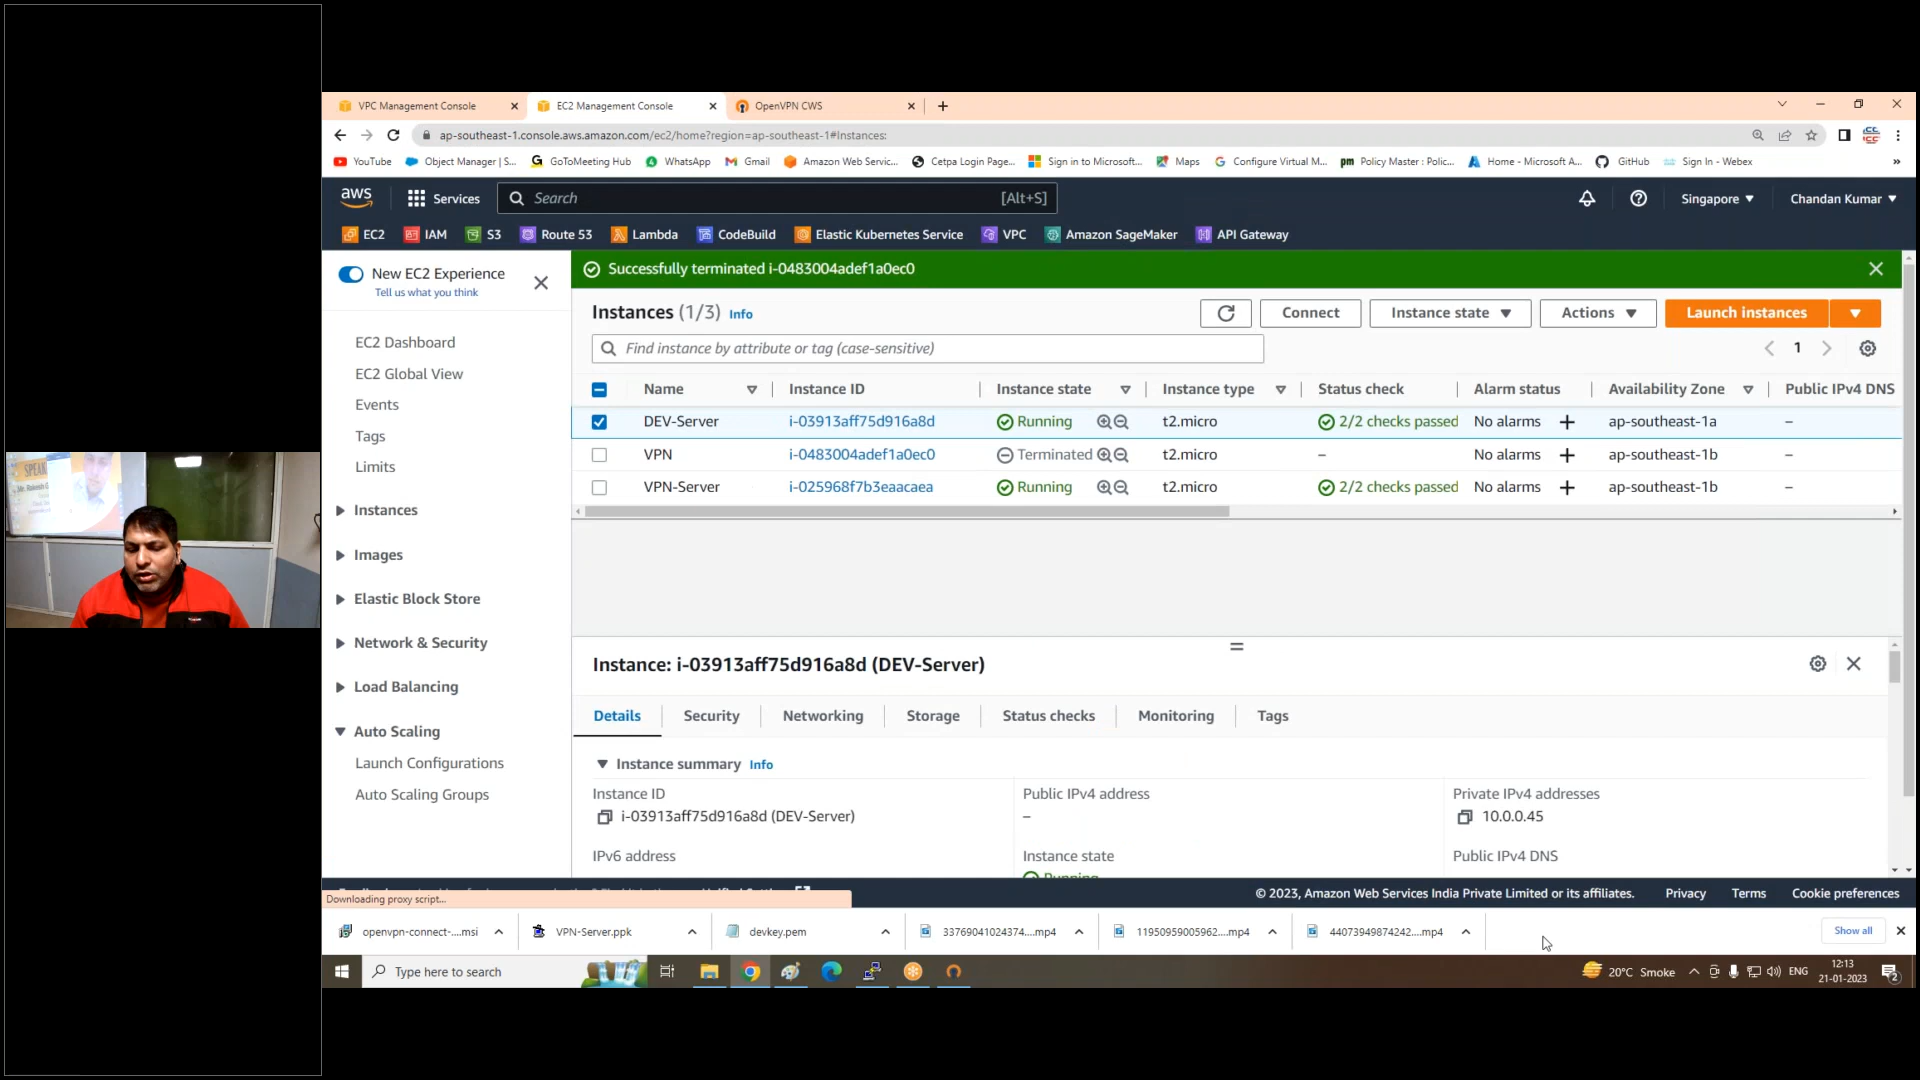 VPC Management Console
EC2 Management Console
OpenVPN CWS
ap-southeast-1.console.aws.amazon.com/ec2/home?region=ap-southeast-1#Instances:
YouTube
Object Manager | S...
GoToMeeting Hub
WhatsApp
Gmail
Amazon Web Servic...
Cetpa Login Page...
Sign in to Microsoft...
Maps
Configure Virtual M...
pm Policy Master : Polic...
Home - Microsoft A...
GitHub
Sign In - Webex
»
aws
Services
Search
[Alt+S]
Singapore
Chandan Kumar
EC2
IAM
S3
Route 53
Lambda
CodeBuild
Elastic Kubernetes Service
VPC
Amazon SageMaker
API Gateway
New EC2 Experience
Tell us what you think
EC2 Dashboard
EC2 Global View
Events
Tags
Limits
Instances
Images
Elastic Block Store
Network & Security
Load Balancing
Auto Scaling
Launch Configurations
Auto Scaling Groups
Successfully terminated i-0483004adef1a0ec0
Instances (1/3) Info
Connect
Instance state
Actions
Launch instances
Find instance by attribute or tag (case-sensitive)
1
Name Instance ID Instance state Instance type Status check Alarm status Availability Zone Public IPv4 DNS
DEV-Server i-03913aff75d916a8d Running t2.micro 2/2 checks passed No alarms + ap-southeast-1a –
VPN i-0483004adef1a0ec0 Terminated t2.micro – No alarms + ap-southeast-1b –
VPN-Server i-025968f7b3eaacaea Running t2.micro 2/2 checks passed No alarms + ap-southeast-1b –
Instance: i-03913aff75d916a8d (DEV-Server)
Details
Security
Networking
Storage
Status checks
Monitoring
Tags
Instance summary Info
Instance ID
i-03913aff75d916a8d (DEV-Server)
Public IPv4 address
–
Private IPv4 addresses
10.0.0.45
IPv6 address
Instance state
Running
Public IPv4 DNS
© 2023, Amazon Web Services India Private Limited or its affiliates.
Privacy
Terms
Cookie preferences
Downloading proxy script...
openvpn-connect-....msi
VPN-Server.ppk
devkey.pem
33769041024374....mp4
11950959005962....mp4
44073949874242....mp4
Show all
Type here to search
20°C Smoke
ENG
12:13
21-01-2023
2
SPEAK